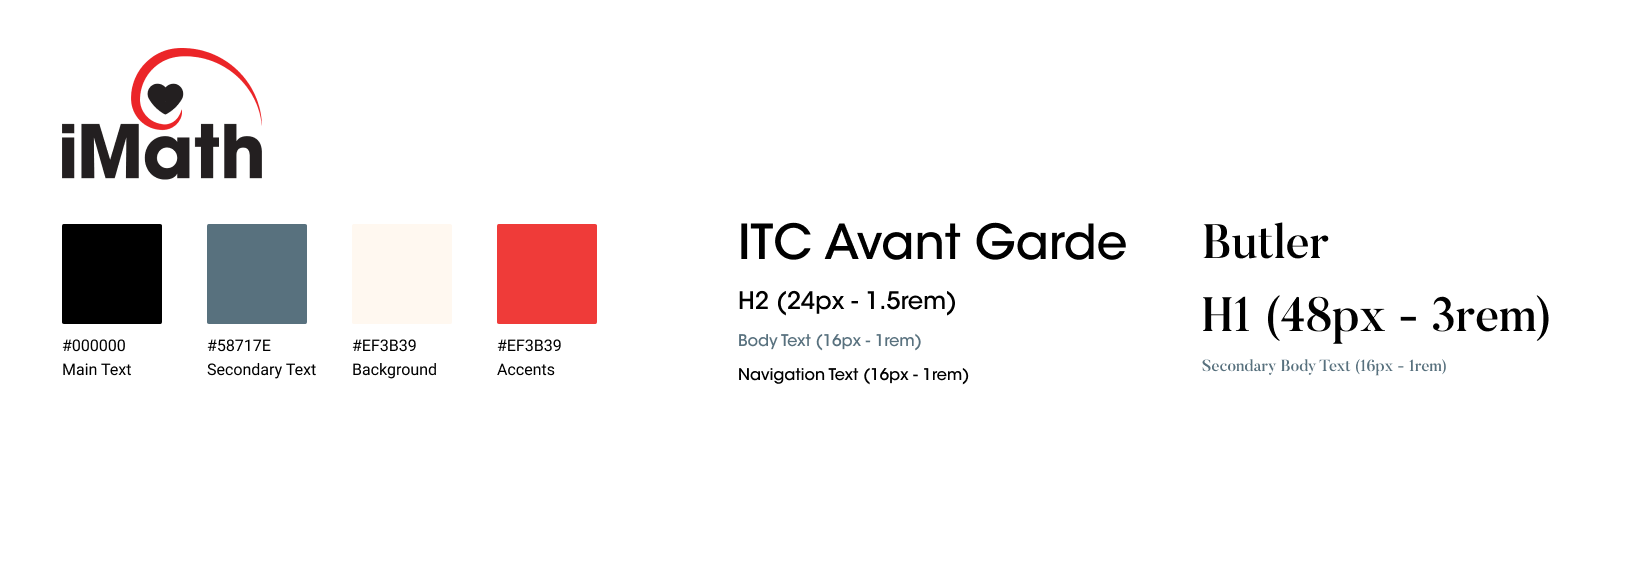 iMath
#000000
Main Text
#58717E
Secondary Text
#EF3B39
Background
#EF3B39
Accents
ITC Avant Garde
H2 (24px - 1.5rem)
Body Text (16px - 1rem)
Navigation Text (16px - 1rem)
Butler
H1 (48px - 3rem)
Secondary Body Text (16px - 1rem)